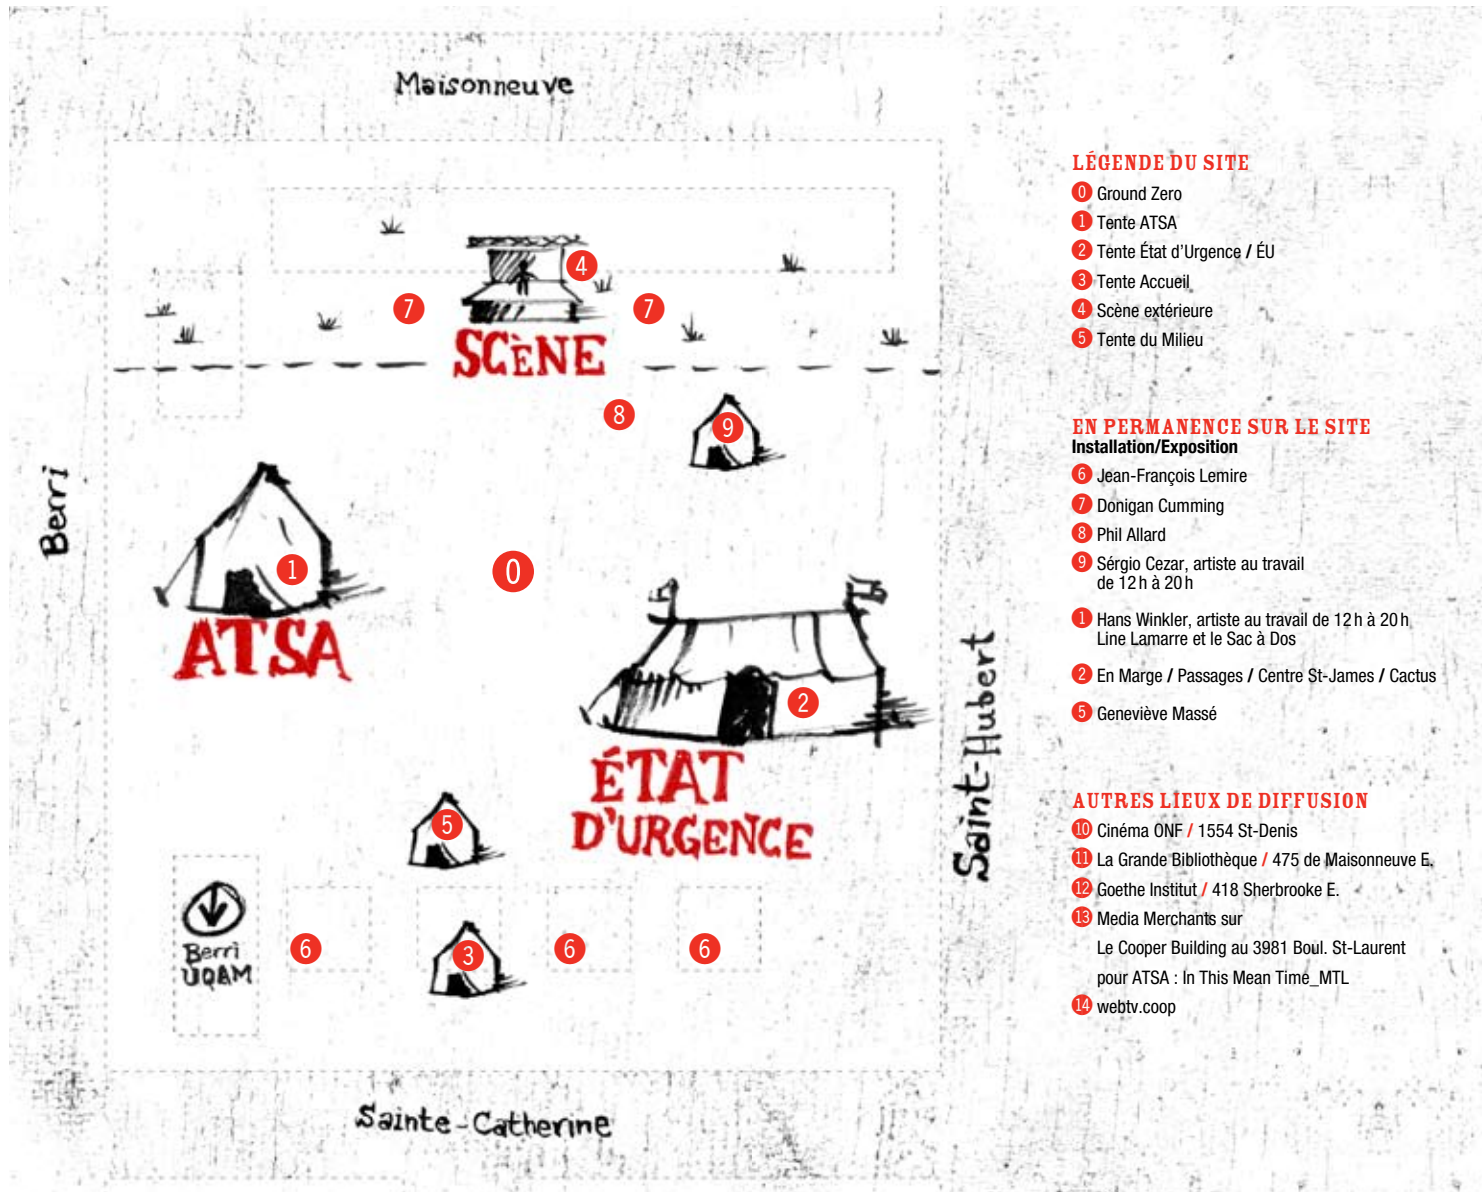 Maisonneuve
4
7
7
SCÈNE
8
9
Berri
1
0
ATSA
2
Saint-Hubert
ÉTAT
D'URGENCE
5
Berri
UQAM
6
3
6
6
Sainte-Catherine
LÉGENDE DU SITE
0 Ground Zero
1 Tente ATSA
2 Tente État d’Urgence / ÉU
3 Tente Accueil
4 Scène extérieure
5 Tente du Milieu
EN PERMANENCE SUR LE SITE
Installation/Exposition
6 Jean-François Lemire
7 Donigan Cumming
8 Phil Allard
9 Sérgio Cezar, artiste au travail
de 12 h à 20 h
1 Hans Winkler, artiste au travail de 12 h à 20 h
Line Lamarre et le Sac à Dos
2 En Marge / Passages / Centre St-James / Cactus
5 Geneviève Massé
AUTRES LIEUX DE DIFFUSION
10 Cinéma ONF / 1554 St-Denis
11 La Grande Bibliothèque / 475 de Maisonneuve E.
12 Goethe Institut / 418 Sherbrooke E.
13 Media Merchants sur
Le Cooper Building au 3981 Boul. St-Laurent
pour ATSA : In This Mean Time_MTL
14 webtv.coop